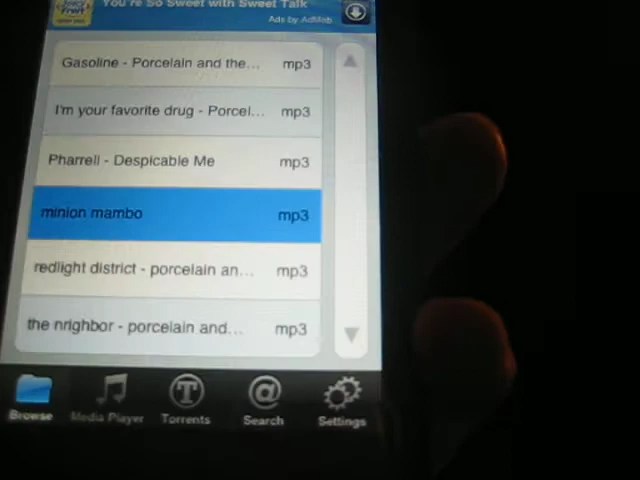 You're So Sweet with Sweet Talk
Ads by AdMob
Gasoline - Porcelain and the... mp3
I'm your favorite drug - Porcel... mp3
Pharrell - Despicable Me mp3
minion mambo mp3
redlight district - porcelain an... mp3
the nrighbor - porcelain and... mp3
Browse Media Player Torrents Search Settings